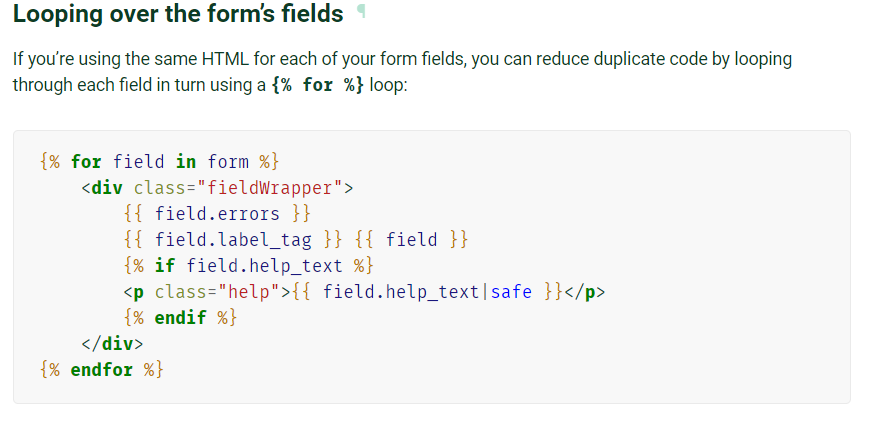 Looping over the form’s fields ¶
If you’re using the same HTML for each of your form fields, you can reduce duplicate code by looping
through each field in turn using a {% for %} loop:
{% for field in form %}
    <div class="fieldWrapper">
        {{ field.errors }}
        {{ field.label_tag }} {{ field }}
        {% if field.help_text %}
        <p class="help">{{ field.help_text|safe }}</p>
        {% endif %}
    </div>
{% endfor %}